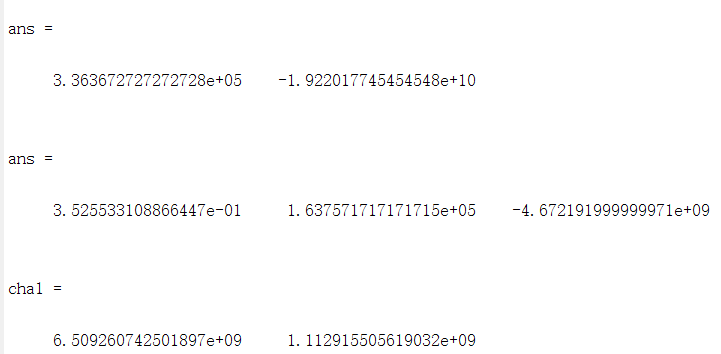 ans =
3.363672727272728e+05 -1.922017745454548e+10
ans =
3.525533108866447e-01 1.637571717171715e+05 -4.672191999999971e+09
chal =
6.509260742501897e+09 1.112915505619032e+09